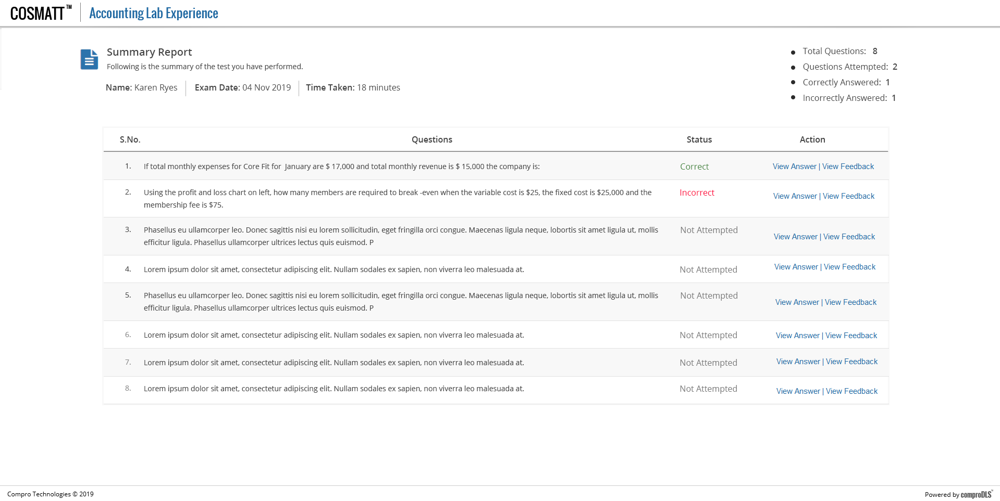 COSMATT™ Accounting Lab Experience
Summary Report
Following is the summary of the test you have performed.
Name: Karen Ryes Exam Date: 04 Nov 2019 Time Taken: 18 minutes
Total Questions: 8
Questions Attempted: 2
Correctly Answered: 1
Incorrectly Answered: 1
S.No. Questions Status Action
1. If total monthly expenses for Core Fit for January are $ 17,000 and total monthly revenue is $ 15,000 the company is: Correct View Answer | View Feedback
2. Using the profit and loss chart on left, how many members are required to break -even when the variable cost is $25, the fixed cost is $25,000 and the Incorrect View Answer | View Feedback
membership fee is $75.
3. Phasellus eu ullamcorper leo. Donec sagittis nisi eu lorem sollicitudin, eget fringilla orci congue. Maecenas ligula neque, lobortis sit amet ligula ut, mollis Not Attempted View Answer | View Feedback
efficitur ligula. Phasellus ullamcorper ultrices lectus quis euismod. P
4. Lorem ipsum dolor sit amet, consectetur adipiscing elit. Nullam sodales ex sapien, non viverra leo malesuada at. Not Attempted View Answer | View Feedback
5. Phasellus eu ullamcorper leo. Donec sagittis nisi eu lorem sollicitudin, eget fringilla orci congue. Maecenas ligula neque, lobortis sit amet ligula ut, mollis Not Attempted View Answer | View Feedback
efficitur ligula. Phasellus ullamcorper ultrices lectus quis euismod. P
6. Lorem ipsum dolor sit amet, consectetur adipiscing elit. Nullam sodales ex sapien, non viverra leo malesuada at. Not Attempted View Answer | View Feedback
7. Lorem ipsum dolor sit amet, consectetur adipiscing elit. Nullam sodales ex sapien, non viverra leo malesuada at. Not Attempted View Answer | View Feedback
8. Lorem ipsum dolor sit amet, consectetur adipiscing elit. Nullam sodales ex sapien, non viverra leo malesuada at. Not Attempted View Answer | View Feedback
Compro Technologies © 2019 Powered by comproDLS™